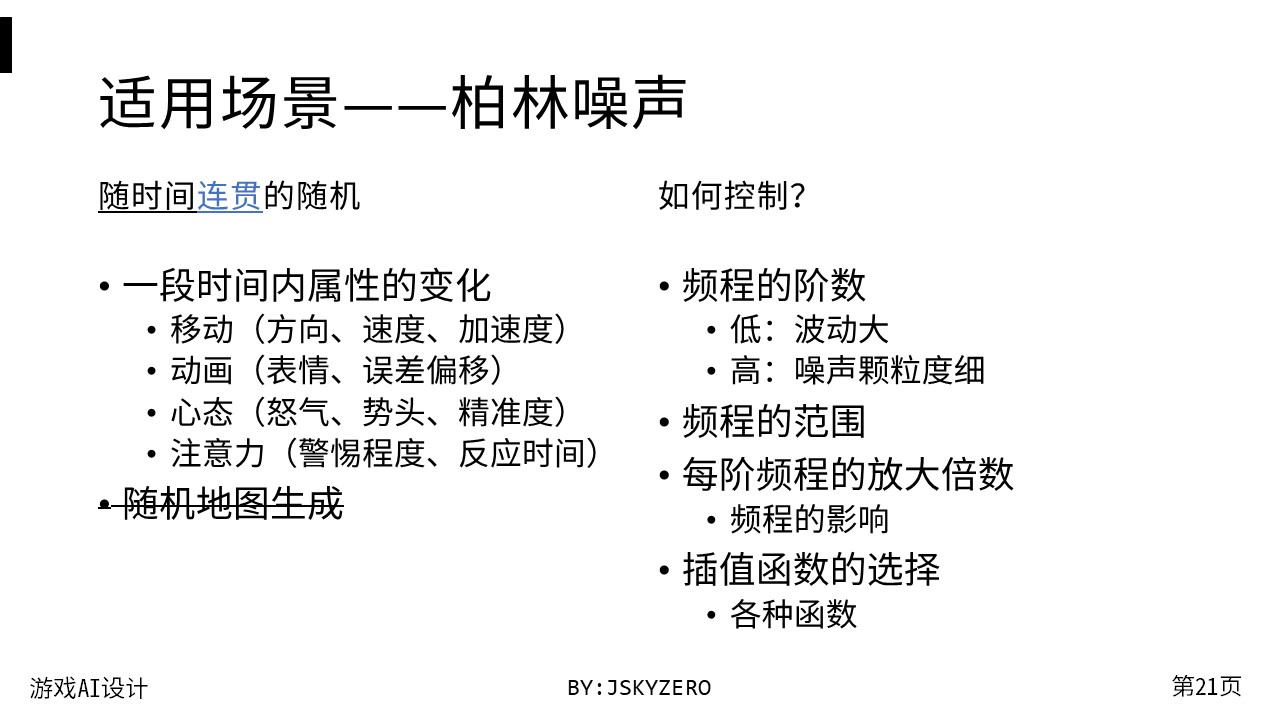 适用场景——柏林噪声
随时间连贯的随机
• 一段时间内属性的变化
• 移动（方向、速度、加速度）
• 动画（表情、误差偏移）
• 心态（怒气、势头、精准度）
• 注意力（警惕程度、反应时间）
• 随机地图生成
如何控制？
• 频程的阶数
• 低：波动大
• 高：噪声颗粒度细
• 频程的范围
• 每阶频程的放大倍数
• 频程的影响
• 插值函数的选择
• 各种函数
游戏AI设计
BY:JSKYZERO
第21页